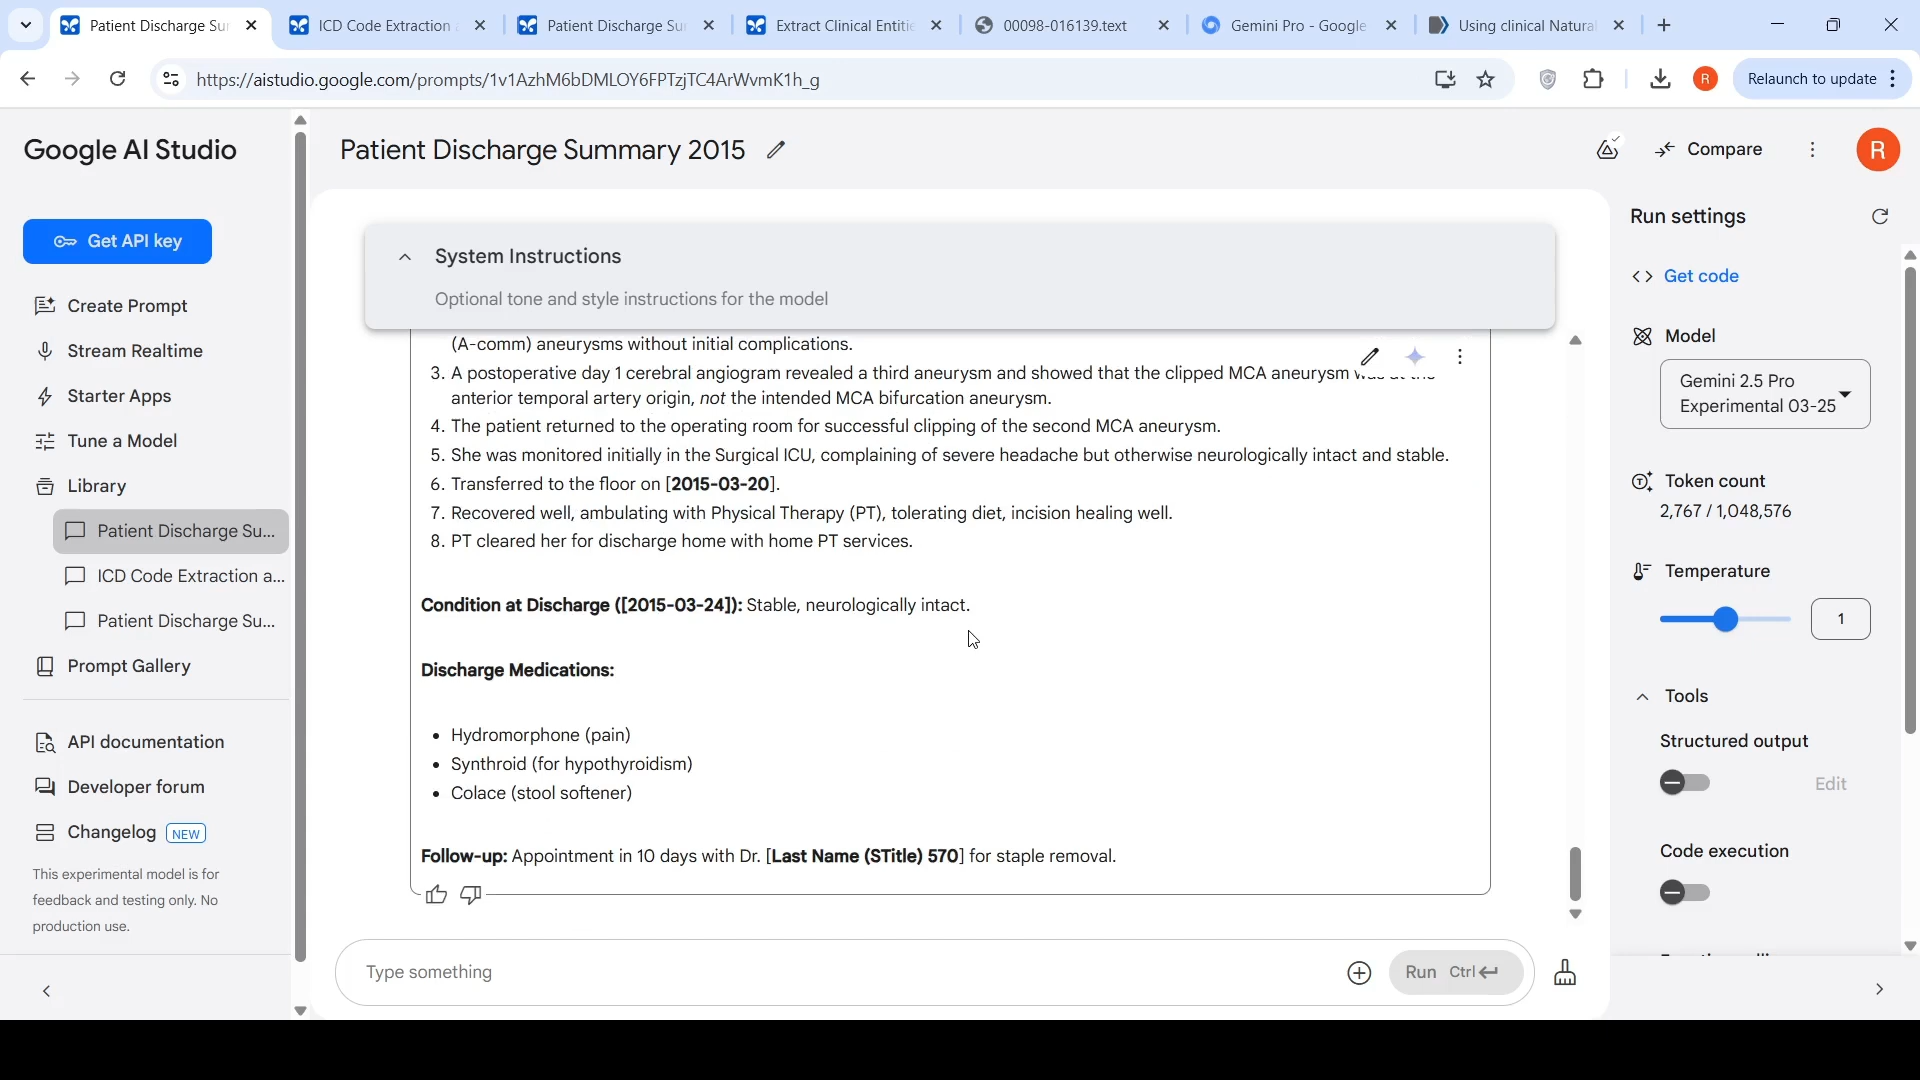 Patient Discharge Sur
ICD Code Extraction a
Patient Discharge Su
Extract Clinical Entitie
00098-016139.text
Gemini Pro - Google
Using clinical Natural
https://aistudio.google.com/prompts/1v1AzhM6bDMLOY6FPTzjTC4ArWvmK1h_g
R
Relaunch to update
Google AI Studio
Patient Discharge Summary 2015
Compare
R
Get API key
Create Prompt
Stream Realtime
Starter Apps
Tune a Model
Library
Patient Discharge Su...
ICD Code Extraction a...
Patient Discharge Su...
Prompt Gallery
API documentation
Developer forum
Changelog NEW
This experimental model is for
feedback and testing only. No
production use.
System Instructions
Optional tone and style instructions for the model
(A-comm) aneurysms without initial complications.
3. A postoperative day 1 cerebral angiogram revealed a third aneurysm and showed that the clipped MCA aneurysm was at the
anterior temporal artery origin, not the intended MCA bifurcation aneurysm.
4. The patient returned to the operating room for successful clipping of the second MCA aneurysm.
5. She was monitored initially in the Surgical ICU, complaining of severe headache but otherwise neurologically intact and stable.
6. Transferred to the floor on [2015-03-20].
7. Recovered well, ambulating with Physical Therapy (PT), tolerating diet, incision healing well.
8. PT cleared her for discharge home with home PT services.
Condition at Discharge ([2015-03-24]): Stable, neurologically intact.
Discharge Medications:
• Hydromorphone (pain)
• Synthroid (for hypothyroidism)
• Colace (stool softener)
Follow-up: Appointment in 10 days with Dr. [Last Name (STitle) 570] for staple removal.
Type something
Run Ctrl
Run settings
Get code
Model
Gemini 2.5 Pro
Experimental 03-25
Token count
2,767 / 1,048,576
Temperature
1
Tools
Structured output
Edit
Code execution